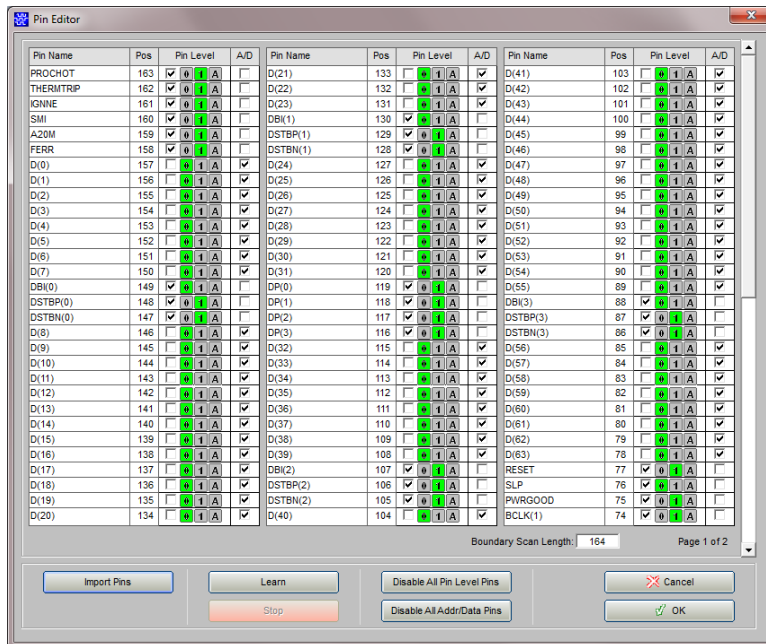 Pin Editor
Pin Name Pos Pin Level A/D Pin Name Pos Pin Level A/D Pin Name Pos Pin Level A/D
PROCHOT 163 0 1 A D(21) 133 0 1 A D(41) 103 0 1 A
THERMTRIP 162 0 1 A D(22) 132 0 1 A D(42) 102 0 1 A
IGNNE 161 0 1 A D(23) 131 0 1 A D(43) 101 0 1 A
SMI 160 0 1 A DBI(1) 130 0 1 A D(44) 100 0 1 A
A20M 159 0 1 A DSTBP(1) 129 0 1 A D(45) 99 0 1 A
FERR 158 0 1 A DSTBN(1) 128 0 1 A D(46) 98 0 1 A
D(0) 157 0 1 A D(24) 127 0 1 A D(47) 97 0 1 A
D(1) 156 0 1 A D(25) 126 0 1 A D(48) 96 0 1 A
D(2) 155 0 1 A D(26) 125 0 1 A D(49) 95 0 1 A
D(3) 154 0 1 A D(27) 124 0 1 A D(50) 94 0 1 A
D(4) 153 0 1 A D(28) 123 0 1 A D(51) 93 0 1 A
D(5) 152 0 1 A D(29) 122 0 1 A D(52) 92 0 1 A
D(6) 151 0 1 A D(30) 121 0 1 A D(53) 91 0 1 A
D(7) 150 0 1 A D(31) 120 0 1 A D(54) 90 0 1 A
DBI(0) 149 0 1 A DP(0) 119 0 1 A D(55) 89 0 1 A
DSTBP(0) 148 0 1 A DP(1) 118 0 1 A DBI(3) 88 0 1 A
DSTBN(0) 147 0 1 A DP(2) 117 0 1 A DSTBP(3) 87 0 1 A
D(8) 146 0 1 A DP(3) 116 0 1 A DSTBN(3) 86 0 1 A
D(9) 145 0 1 A D(32) 115 0 1 A D(56) 85 0 1 A
D(10) 144 0 1 A D(33) 114 0 1 A D(57) 84 0 1 A
D(11) 143 0 1 A D(34) 113 0 1 A D(58) 83 0 1 A
D(12) 142 0 1 A D(35) 112 0 1 A D(59) 82 0 1 A
D(13) 141 0 1 A D(36) 111 0 1 A D(60) 81 0 1 A
D(14) 140 0 1 A D(37) 110 0 1 A D(61) 80 0 1 A
D(15) 139 0 1 A D(38) 109 0 1 A D(62) 79 0 1 A
D(16) 138 0 1 A D(39) 108 0 1 A D(63) 78 0 1 A
D(17) 137 0 1 A DBI(2) 107 0 1 A RESET 77 0 1 A
D(18) 136 0 1 A DSTBP(2) 106 0 1 A SLP 76 0 1 A
D(19) 135 0 1 A DSTBN(2) 105 0 1 A PWRGOOD 75 0 1 A
D(20) 134 0 1 A D(40) 104 0 1 A BCLK(1) 74 0 1 A
Boundary Scan Length: 164 Page 1 of 2
Import Pins Learn Disable All Pin Level Pins Cancel
Stop Disable All Addr/Data Pins OK